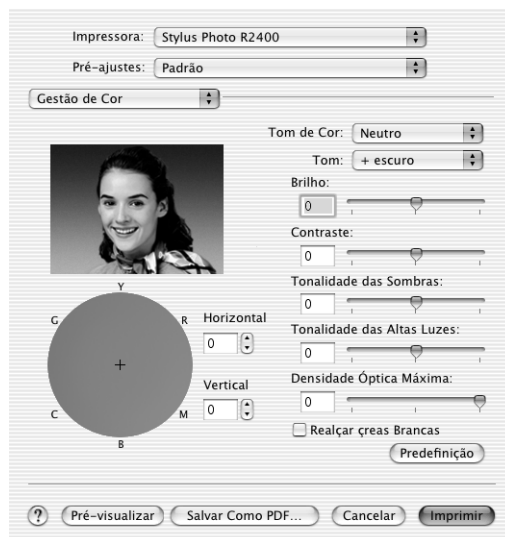 Impressora: Stylus Photo R2400
Pré-ajustes: Padrão
Gestão de Cor
Tom de Cor: Neutro
Tom: + escuro
Brilho:
0
Contraste:
0
Tonalidade das Sombras:
0
Tonalidade das Altas Luzes:
0
Densidade Óptica Máxima:
0
Realçar çreas Brancas
Predefinição
Y
G R
C M
B
Horizontal
0
Vertical
0
? Pré-visualizar Salvar Como PDF... Cancelar Imprimir